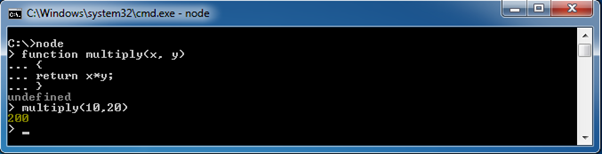 C:\Windows\system32\cmd.exe - node
C:\>node
> function multiply(x, y)
... {
... return x*y;
... }
undefined
> multiply(10,20)
200
> _